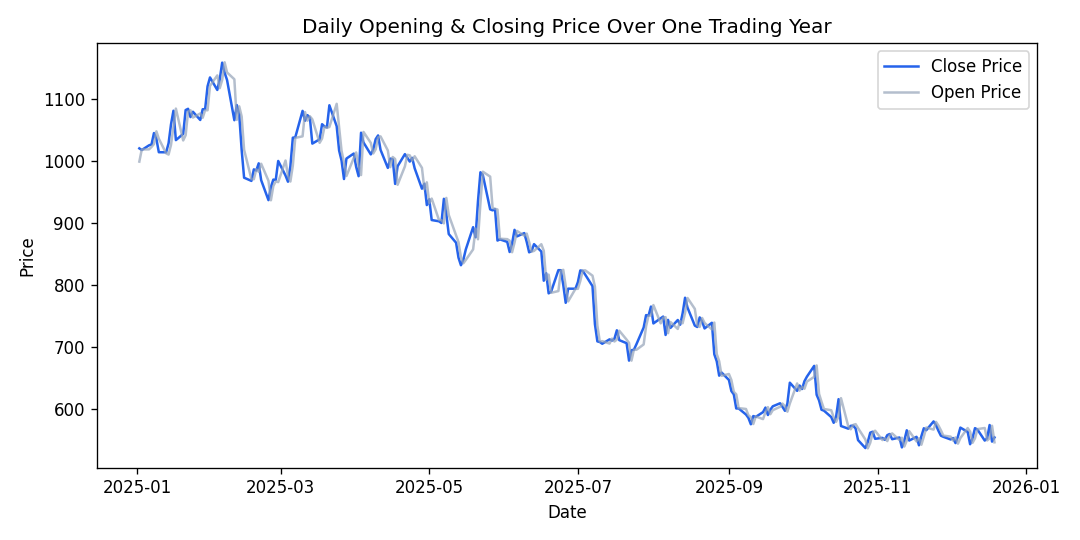 Daily Opening & Closing Price Over One Trading Year
Close Price
Open Price
1100
1000
900
800
700
600
Price
2025-01
2025-03
2025-05
2025-07
2025-09
2025-11
2026-01
Date